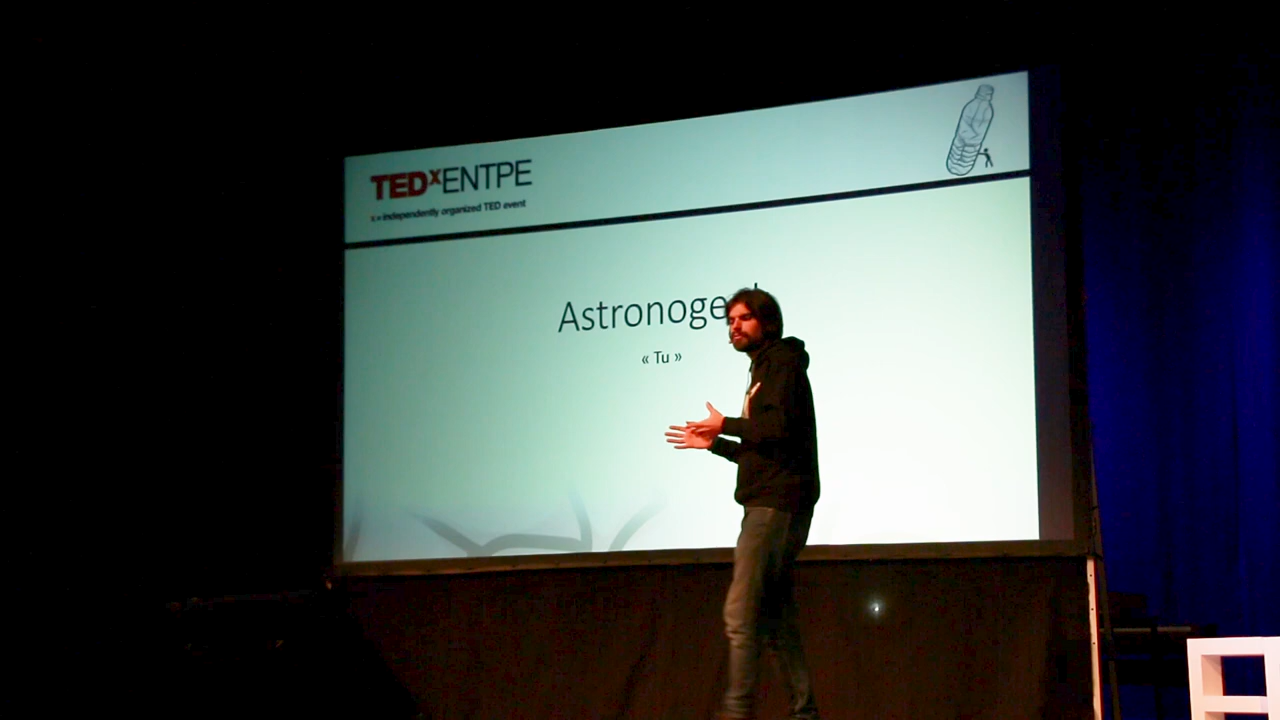 TEDxENTPE
x = independently organized TED event
Astronoge
« Tu »